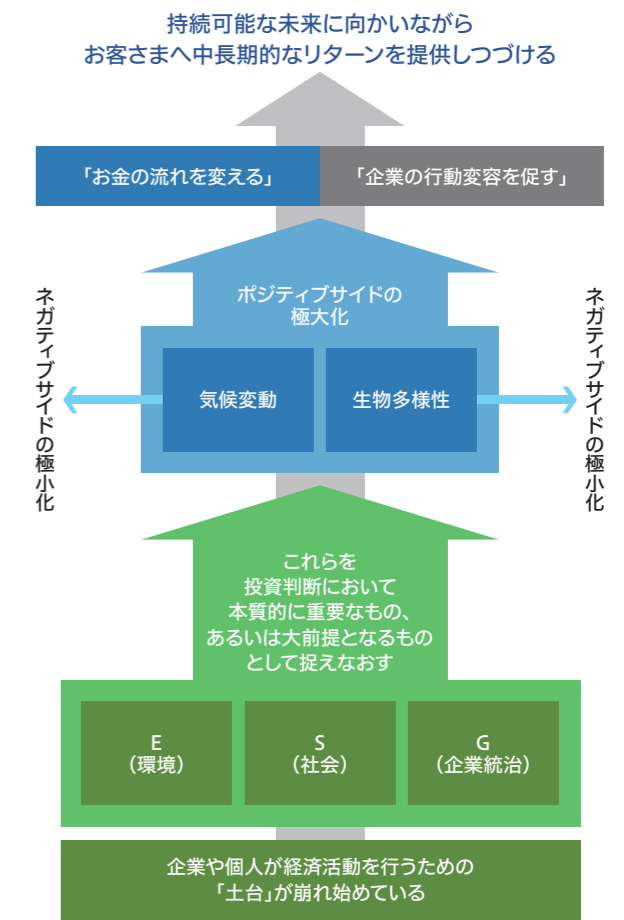 持続可能な未来に向かいながら
お客さまへ中長期的なリターンを提供しつづける
「お金の流れを変える」
「企業の行動変容を促す」
ポジティブサイドの
極大化
ネガティブサイドの極小化
気候変動
生物多様性
ネガティブサイドの極小化
これらを
投資判断において
本質的に重要なもの、
あるいは大前提となるもの
として捉えなおす
E
（環境）
S
（社会）
G
（企業統治）
企業や個人が経済活動を行うための
「土台」が崩れ始めている